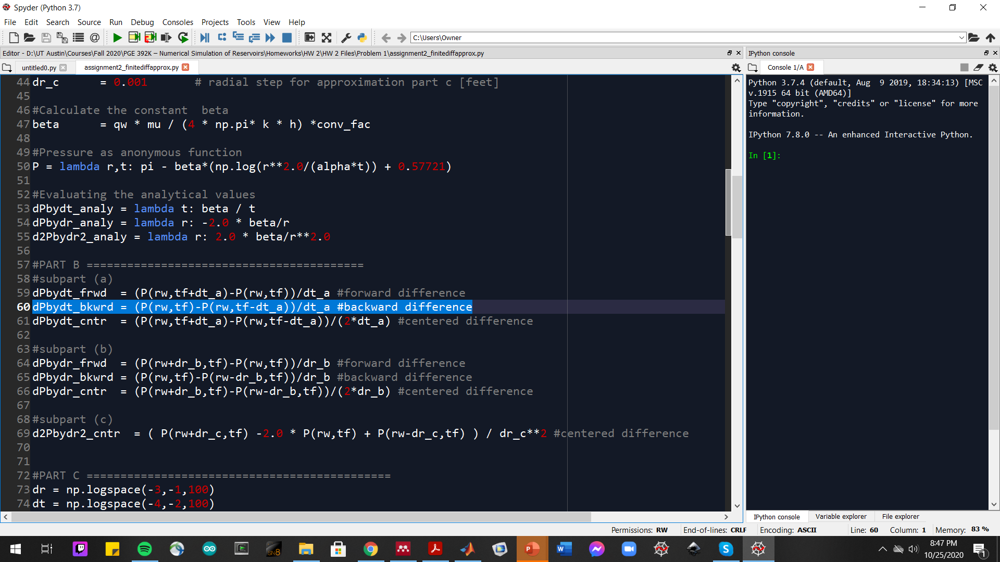 Spyder (Python 3.7)
File Edit Search Source Run Debug Consoles Projects Tools View Help
C:\Users\Owner
Editor - D:\UT Austin\Courses\Fall 2020\PGE 392K – Numerical Simulation of Reservoirs\Homeworks\HW 2\HW 2 Files\Problem 1\assignment2_finitediffapprox.py
untitled0.py assignment2_finitediffapprox.py
44 dr_c      = 0.001       # radial step for approximation part c [feet]
45
46 #Calculate the constant  beta
47 beta      = qw * mu / (4 * np.pi* k * h) *conv_fac
48
49 #Pressure as anonymous function
50 P = lambda r,t: pi - beta*(np.log(r**2.0/(alpha*t)) + 0.57721)
51
52 #Evaluating the analytical values
53 dPbydt_analy = lambda t: beta / t
54 dPbydr_analy = lambda r: -2.0 * beta/r
55 d2Pbydr2_analy = lambda r: 2.0 * beta/r**2.0
56
57 #PART B =========================================
58 #subpart (a)
59 dPbydt_frwd  = (P(rw,tf+dt_a)-P(rw,tf))/dt_a #forward difference
60 dPbydt_bkwrd = (P(rw,tf)-P(rw,tf-dt_a))/dt_a #backward difference
61 dPbydt_cntr  = (P(rw,tf+dt_a)-P(rw,tf-dt_a))/(2*dt_a) #centered difference
62
63 #subpart (b)
64 dPbydr_frwd  = (P(rw+dr_b,tf)-P(rw,tf))/dr_b #forward difference
65 dPbydr_bkwrd = (P(rw,tf)-P(rw-dr_b,tf))/dr_b #backward difference
66 dPbydr_cntr  = (P(rw+dr_b,tf)-P(rw-dr_b,tf))/(2*dr_b) #centered difference
67
68 #subpart (c)
69 d2Pbydr2_cntr  = ( P(rw+dr_c,tf) -2.0 * P(rw,tf) + P(rw-dr_c,tf) ) / dr_c**2 #centered difference
70
71
72 #PART C =============================================
73 dr = np.logspace(-3,-1,100)
74 dt = np.logspace(-4,-2,100)
IPython console
Console 1/A
Python 3.7.4 (default, Aug  9 2019, 18:34:13) [MSC
v.1915 64 bit (AMD64)]
Type "copyright", "credits" or "license" for more
information.
IPython 7.8.0 -- An enhanced Interactive Python.
In [1]:
IPython console Variable explorer File explorer
Permissions: RW End-of-lines: CRLF Encoding: ASCII Line: 60 Column: 1 Memory: 83 %
SN8
8:47 PM
10/25/2020
1